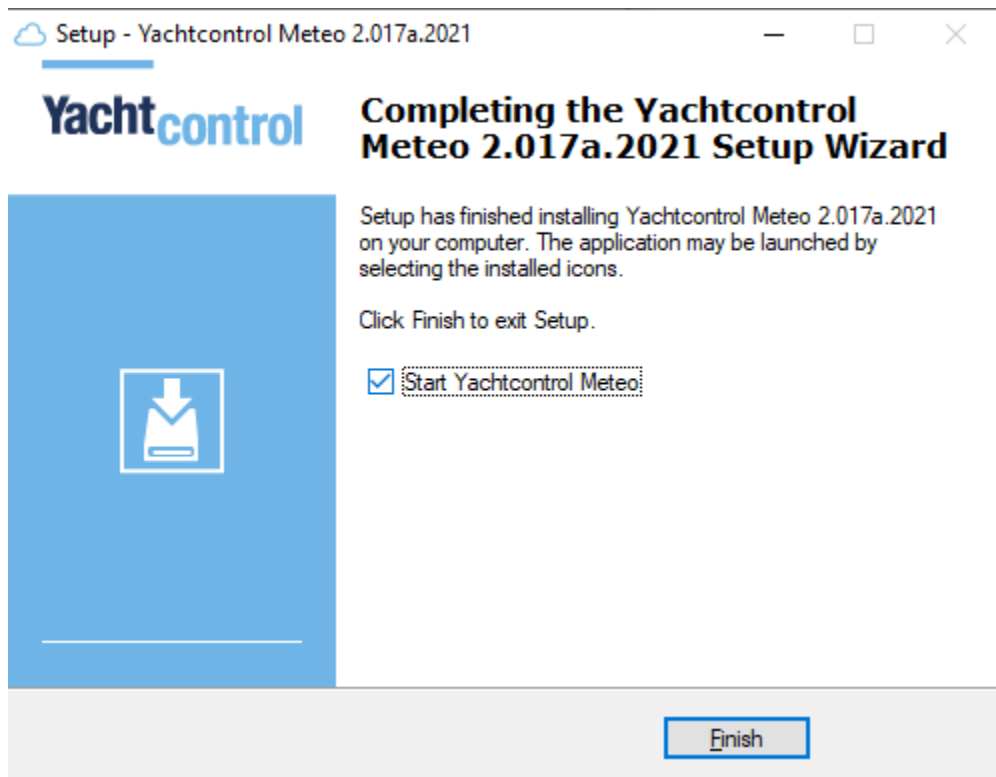 Setup - Yachtcontrol Meteo 2.017a.2021
Yachtcontrol
Completing the Yachtcontrol
Meteo 2.017a.2021 Setup Wizard
Setup has finished installing Yachtcontrol Meteo 2.017a.2021
on your computer. The application may be launched by
selecting the installed icons.
Click Finish to exit Setup.
Start Yachtcontrol Meteo
Finish